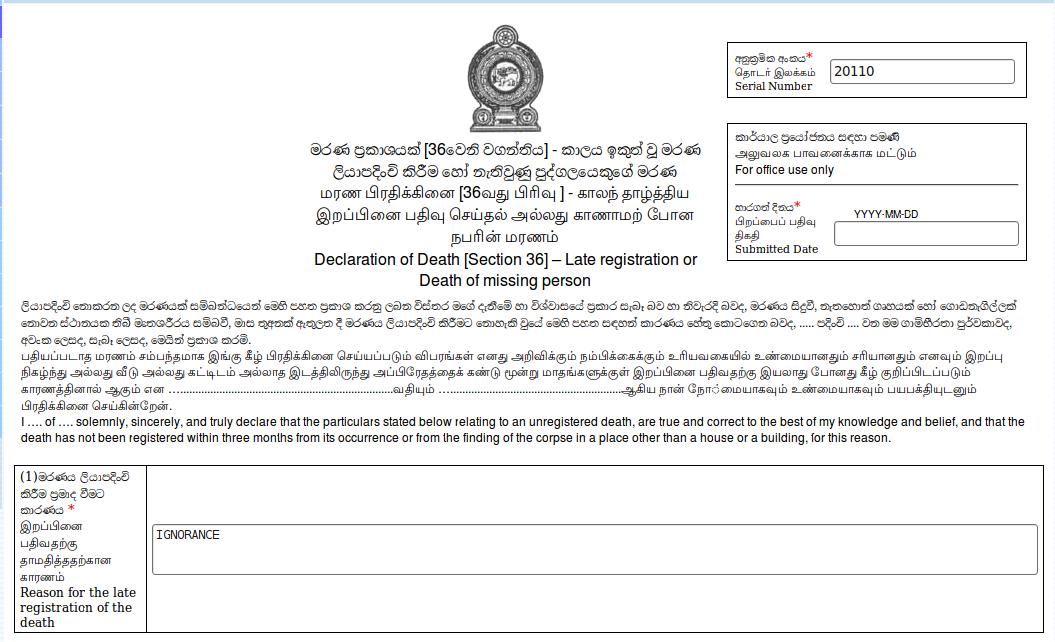 අනුක්‍රමික අංකය*
தொடர் இலக்கம்
Serial Number
20110
කාර්යාල ප්‍රයෝජනය සඳහා පමණි
அலுவலக பாவனைக்காக மட்டும்
For office use only
භාරගත් දිනය*
பிறப்பைப் பதிவு
திகதி
Submitted Date
YYYY-MM-DD
මරණ ප්‍රකාශයක් [36වෙනි වගන්තිය] - කාලය ඉකුත් වූ මරණ
ලියාපදිංචි කිරීම හෝ නැතිවුණු පුද්ගලයෙකුගේ මරණ
மரண பிரதிக்கினை [36வது பிரிவு ] - காலந் தாழ்த்திய
இறப்பினை பதிவு செய்தல் அல்லது காணாமற் போன
நபரின் மரணம்
Declaration of Death [Section 36] – Late registration or
Death of missing person
ලියාපදිංචි නොකරන ලද මරණයක් සම්බන්ධයෙන් මෙහි පහත ප්‍රකාශ කරනු ලබන විස්තර මගේ දැනීමේ හා විශ්වාසයේ ප්‍රකාර සැබෑ බව හා නිවැරදි බවද, මරණය සිදුවී, නැතහොත් ගෘහයක් හෝ ගොඩනැගිල්ලක්
නොවන ස්ථානයක තිබී මෘතශරීරය සම්බවී, මාස තුනක් ඇතුලත දී මරණය ලියාපදිංචි කිරීමට නොහැකි වුයේ මෙහි පහත සඳහන් කාරණය හේතු කොටගෙන බවද, ..... පදිංචි .... වන මම ගාම්භීරතා පුර්වකාවද,
අවංක ලෙසද, සැබෑ ලෙසද, මෙයින් ප්‍රකාශ කරමි.
பதியப்படாத மரணம் சம்பந்தமாக இங்கு கீழ் பிரதிக்கினை செய்யப்படும் விபரங்கள் எனது அறிவிக்கும் நம்பிக்கைக்கும் உரியவகையில் உண்மையானதும் சரியானதும் எனவும் இறப்பு
நிகழ்ந்து அல்லது வீடு அல்லது கட்டிடம் அல்லாத இடத்திலிருந்து அப்பிரேதத்தைக் கண்டு மூன்று மாதங்களுக்குள் இறப்பினை பதிவதற்கு இயலாது போனது கீழ் குறிப்பிடப்படும்
காரணத்தினால் ஆகும் என ….......................................................................வதியும் …..........................................................ஆகிய நான் நேர்மையாகவும் உண்மையாகவும் பயபக்தியுடனும்
பிரதிக்கினை செய்கின்றேன்.
I .... of .... solemnly, sincerely, and truly declare that the particulars stated below relating to an unregistered death, are true and correct to the best of my knowledge and belief, and that the
death has not been registered within three months from its occurrence or from the finding of the corpse in a place other than a house or a building, for this reason.
(1)මරණය ලියාපදිංචි
කිරීම ප්‍රමාද වීමට
කාරණය *
இறப்பினை
பதிவதற்கு
தாமதித்ததற்கான
காரணம்
Reason for the late
registration of the
death
IGNORANCE